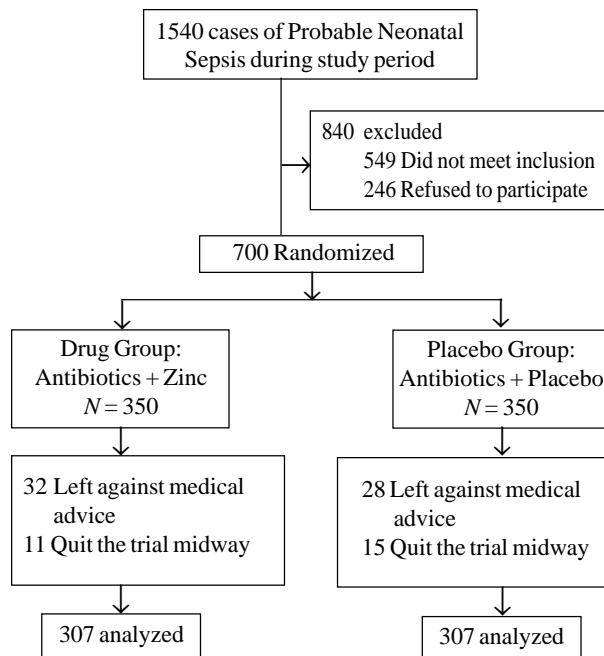 1540 cases of Probable Neonatal
Sepsis during study period
840 excluded
549 Did not meet inclusion
246 Refused to participate
700 Randomized
Drug Group:
Antibiotics + Zinc
N = 350
Placebo Group:
Antibiotics + Placebo
N = 350
32 Left against medical
advice
11 Quit the trial midway
28 Left against medical
advice
15 Quit the trial midway
307 analyzed
307 analyzed